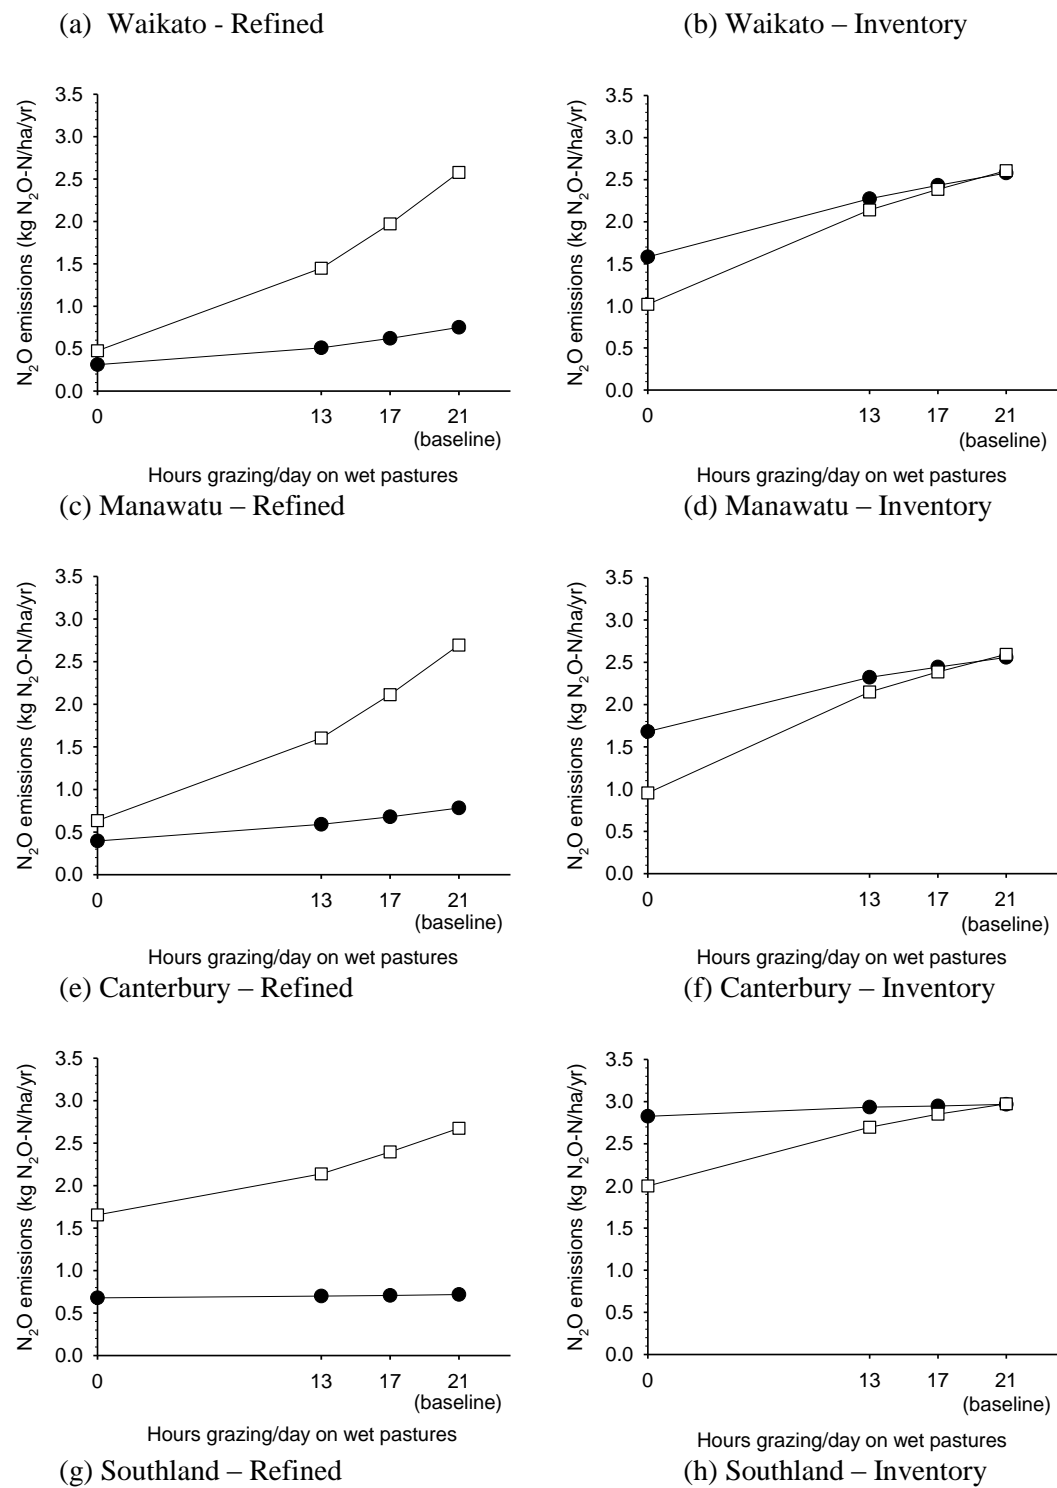 (a) Waikato - Refined
(b) Waikato – Inventory
N₂O emissions (kg N₂O-N/ha/yr)
3.5
3.0
2.5
2.0
1.5
1.0
0.5
0.0
0 13 17 21
(baseline)
Hours grazing/day on wet pastures
N₂O emissions (kg N₂O-N/ha/yr)
3.5
3.0
2.5
2.0
1.5
1.0
0.5
0.0
0 13 17 21
(baseline)
Hours grazing/day on wet pastures
(c) Manawatu – Refined
(d) Manawatu – Inventory
N₂O emissions (kg N₂O-N/ha/yr)
3.5
3.0
2.5
2.0
1.5
1.0
0.5
0.0
0 13 17 21
(baseline)
Hours grazing/day on wet pastures
N₂O emissions (kg N₂O-N/ha/yr)
3.5
3.0
2.5
2.0
1.5
1.0
0.5
0.0
0 13 17 21
(baseline)
Hours grazing/day on wet pastures
(e) Canterbury – Refined
(f) Canterbury – Inventory
N₂O emissions (kg N₂O-N/ha/yr)
3.5
3.0
2.5
2.0
1.5
1.0
0.5
0.0
0 13 17 21
(baseline)
Hours grazing/day on wet pastures
N₂O emissions (kg N₂O-N/ha/yr)
3.5
3.0
2.5
2.0
1.5
1.0
0.5
0.0
0 13 17 21
(baseline)
Hours grazing/day on wet pastures
(g) Southland – Refined
(h) Southland – Inventory